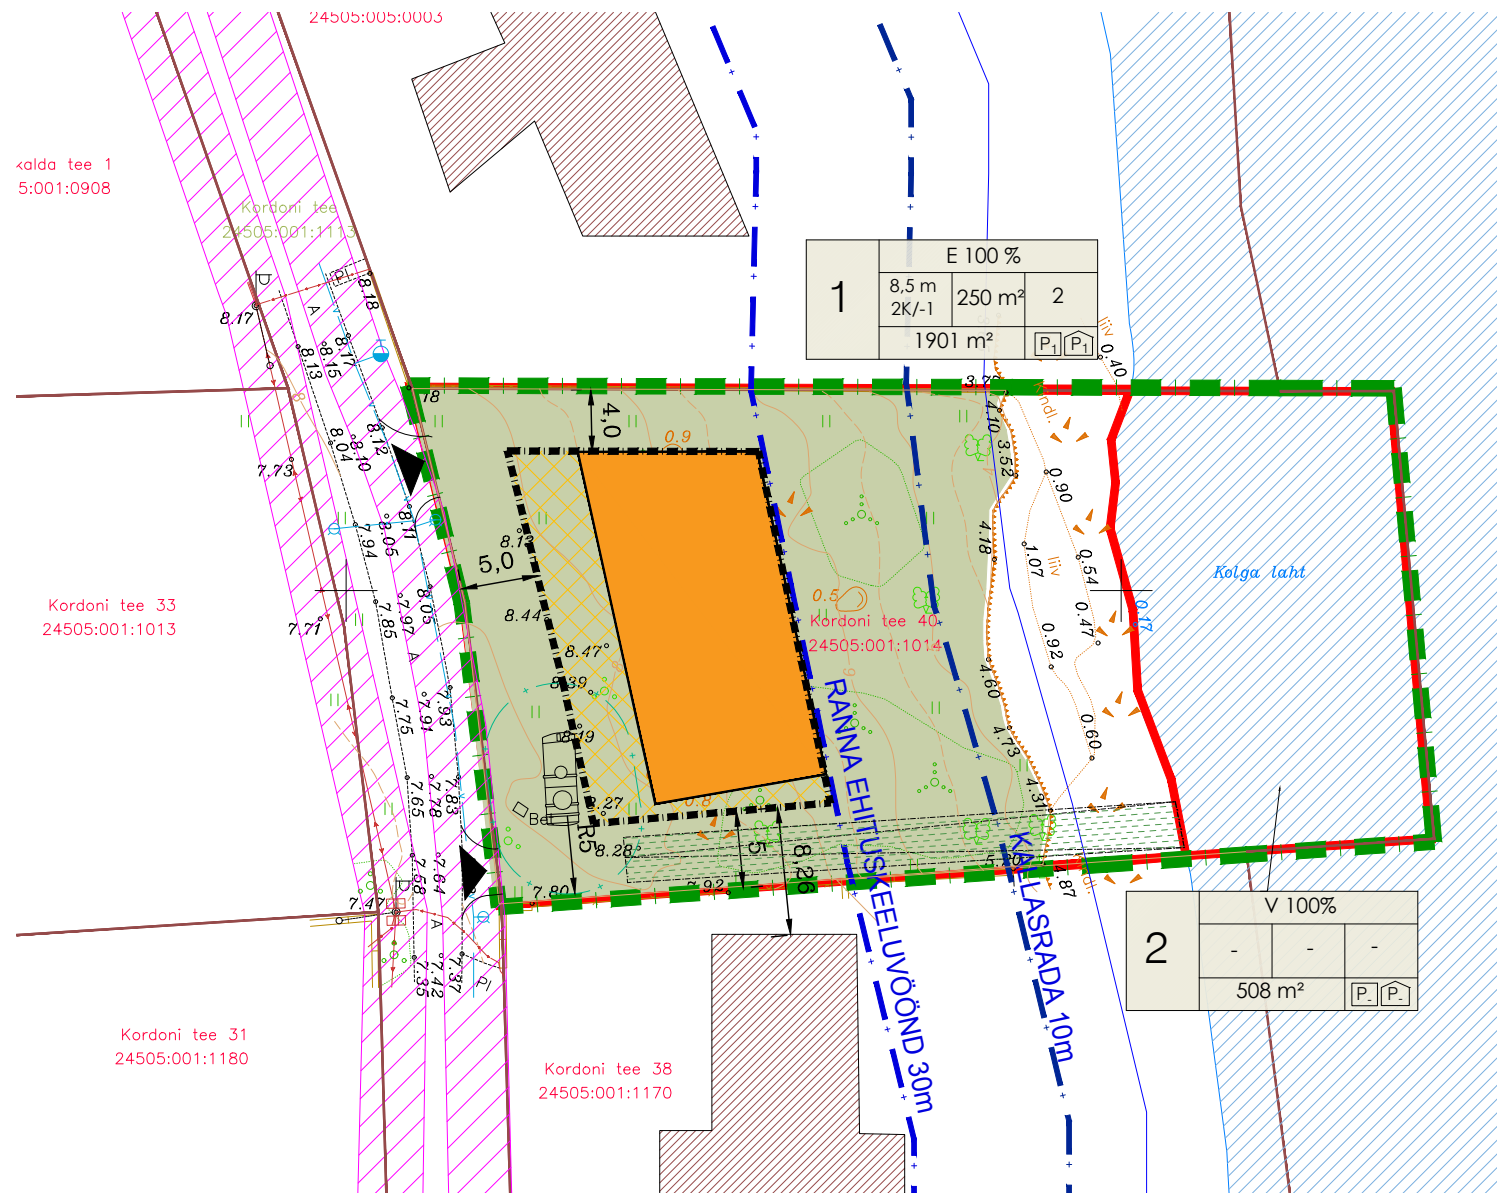 24505:005:0003
kalda tee 1
5:001:0908
Kordoni tee
24505:001:1113
1
E 100 %
8,5 m
2K/-1
250 m²
2
1901 m²
P1
P1
8.18
8.17
8.17
8.15
8.13
liiv
0.40
3.7
18
4,0
4.10
3.52
0.9
8.12
8.10
8.04
7.73
0.90
8.11
8.05
7.94
4.18
8.12
5,0
1.07
liiv
0.54
Kolga laht
0.17
Kordoni tee 33
24505:001:1013
8.05
7.97
7.85
7.71
8.44
0.5
Kordoni tee 40
24505:001:1014
0.47
0.92
8.47
8.39
4.60
A
A
A
7.93
7.91
7.75
8.19
4.73
0.60
RANNA EHITUSKEELUVÖÖND 30m
KALLASRADA 10m
7.83
7.78
7.65
8.27
0.8
4.31
R5
5
8,26
8.28
5.20
7.64
7.58
7.80
7.92
4.87
7.47
7.37
7.42
7.35
2
V 100%
-
-
-
508 m²
P-
P-
Kordoni tee 31
24505:001:1180
Kordoni tee 38
24505:001:1170